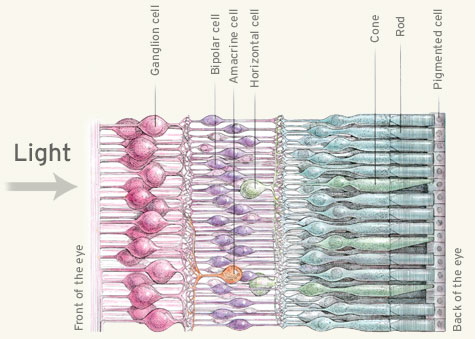 Ganglion cell
Bipolar cell
Amacrine cell
Horizontal cell
Cone
Rod
Pigmented cell
Light
Front of the eye
Back of the eye